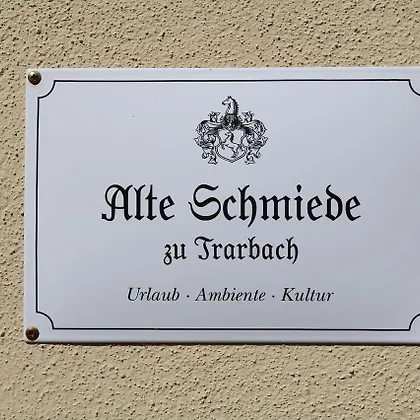 Alte Schmiede
zu Trarbach
Urlaub · Ambiente · Kultur